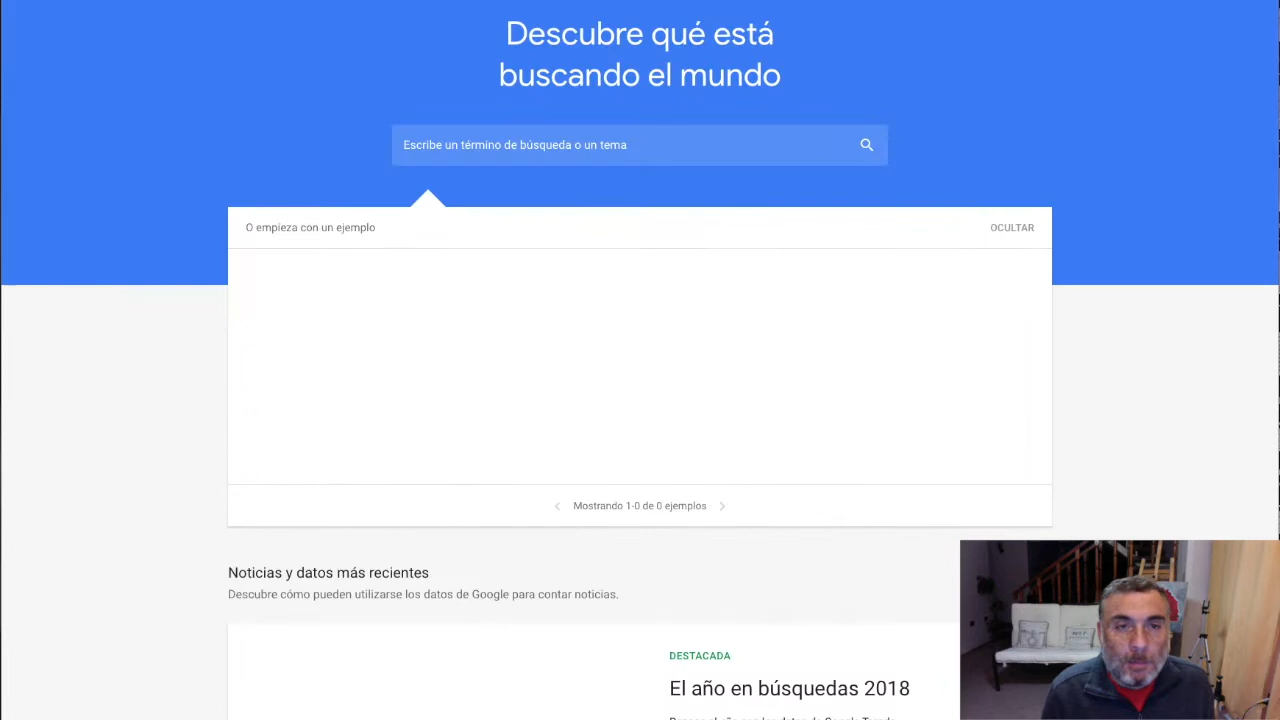 Descubre qué está
buscando el mundo
Escribe un término de búsqueda o un tema
O empieza con un ejemplo
OCULTAR
Mostrando 1-0 de 0 ejemplos
Noticias y datos más recientes
Descubre cómo pueden utilizarse los datos de Google para contar noticias.
DESTACADA
El año en búsquedas 2018